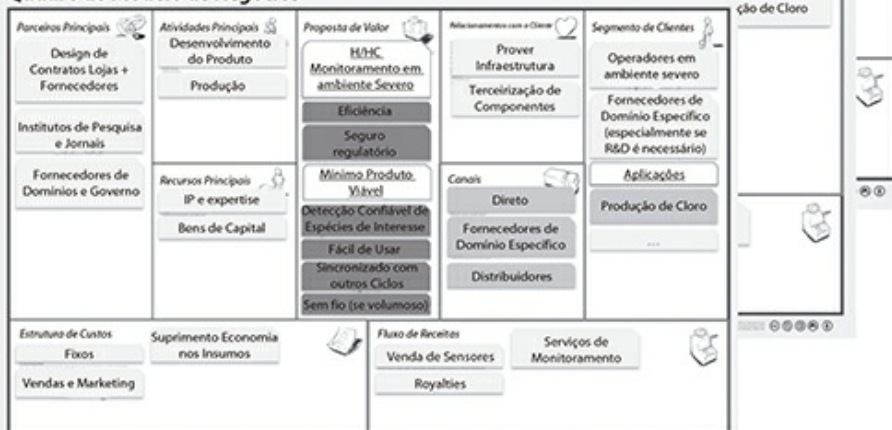 ção de Cloro
Parceiros Principais
Design de
Contratos Lojas +
Fornecedores
Institutos de Pesquisa
e Jornais
Fornecedores de
Domínios e Governo
Atividades Principais
Desenvolvimento
do Produto
Produção
Recursos Principais
IP e expertise
Bens de Capital
Proposta de Valor
H/HC
Monitoramento em
ambiente Severo
Eficiência
Seguro
regulatório
Mínimo Produto
Viável
Detecção Confiável de
Espécies de Interesse
Fácil de Usar
Sincronizado com
outros Ciclos
Sem fio (se volumoso)
Relacionamentos com o Cliente
Prover
Infraestrutura
Terceirização de
Componentes
Canais
Direto
Fornecedores de
Domínio Específico
Distribuidores
Segmento de Clientes
Operadores em
ambiente severo
Fornecedores de
Domínio Específico
(especialmente se
R&D é necessário)
Aplicações
Produção de Cloro
...
Estrutura de Custos
Fixos
Vendas e Marketing
Suprimento Economia
nos Insumos
Fluxo de Receitas
Venda de Sensores
Royalties
Serviços de
Monitoramento